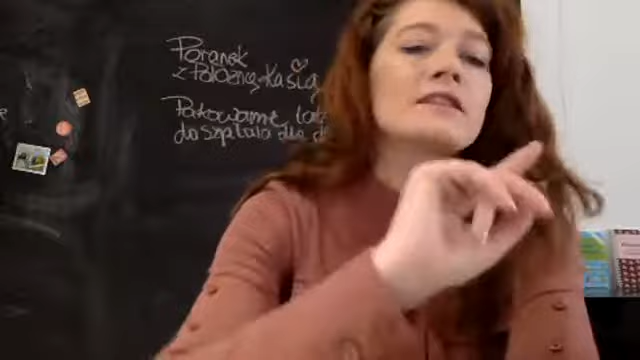 Poranek
z Położną Kasią
Pakowanie
do szpitala dla